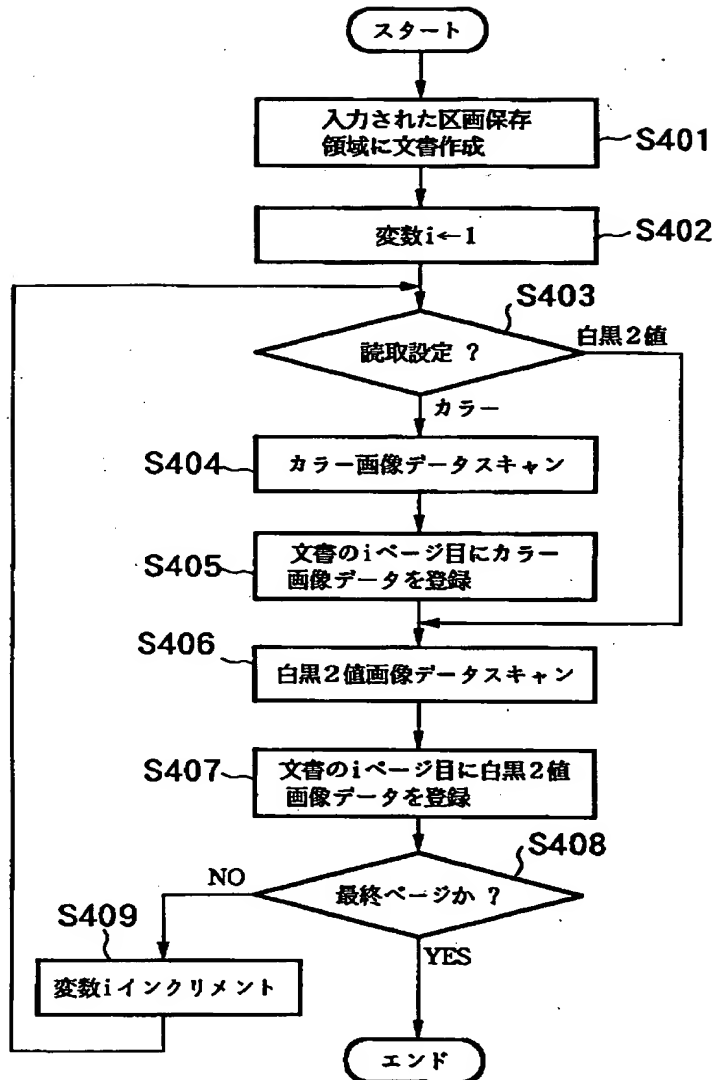 スタート
入力された区画保存
領域に文書作成
S401
変数i←1
S402
S403
読取設定 ?
白黒2値
カラー
S404
カラー画像データスキャン
S405
文書のiページ目にカラー
画像データを登録
S406
白黒2値画像データスキャン
S407
文書のiページ目に白黒2値
画像データを登録
S408
最終ページか ?
NO
S409
変数iインクリメント
YES
エンド